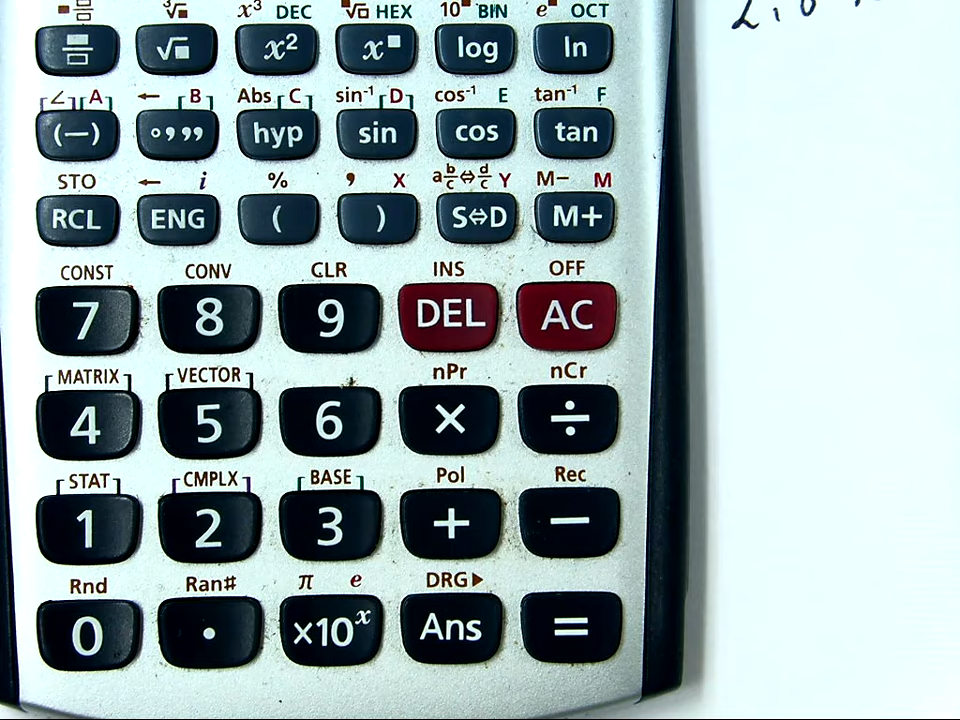 ∛ x³ DEC ■√□ HEX 10■ BIN e■ OCT
√■ x² x■ log ln
∠ A ← B Abs C sin⁻¹ D cos⁻¹ E tan⁻¹ F
(−) °,,, hyp sin cos tan
STO ← i % , X a b/c⇔d/c Y M− M
RCL ENG ( ) S⇔D M+
CONST CONV CLR INS OFF
7 8 9 DEL AC
MATRIX VECTOR nPr nCr
4 5 6 × ÷
STAT CMPLX BASE Pol Rec
1 2 3 + −
Rnd Ran# π e DRG▶
0 . ×10ˣ Ans =